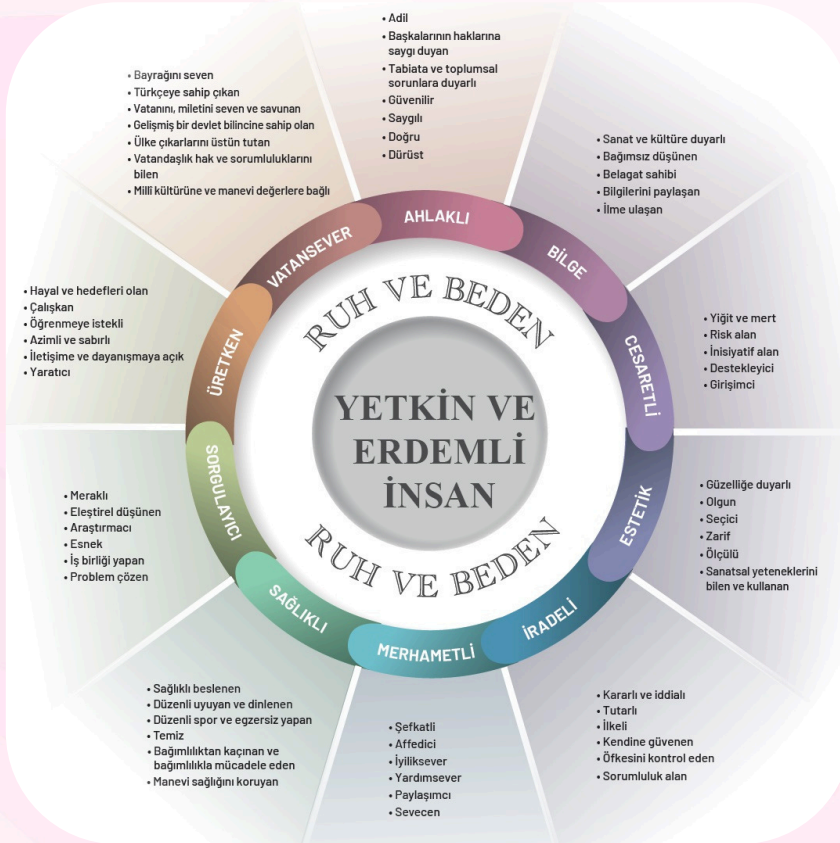 • Adil
• Başkalarının haklarına
saygı duyan
• Tabiata ve toplumsal
sorunlara duyarlı
• Güvenilir
• Saygılı
• Doğru
• Dürüst
• Bayrağını seven
• Türkçeye sahip çıkan
• Vatanını, miletini seven ve savunan
• Gelişmiş bir devlet bilincine sahip olan
• Ülke çıkarlarını üstün tutan
• Vatandaşlık hak ve sorumluluklarını
bilen
• Millî kültürüne ve manevi değerlere bağlı
• Sanat ve kültüre duyarlı
• Bağımsız düşünen
• Belagat sahibi
• Bilgilerini paylaşan
• İlme ulaşan
AHLAKLI
VATANSEVER
BİLGE
• Hayal ve hedefleri olan
• Çalışkan
• Öğrenmeye istekli
• Azimli ve sabırlı
• İletişime ve dayanışmaya açık
• Yaratıcı
ÜRETKEN
RUH VE BEDEN
CESARETLİ
• Yiğit ve mert
• Risk alan
• İnisiyatif alan
• Destekleyici
• Girişimci
YETKİN VE
ERDEMLİ
İNSAN
• Meraklı
• Eleştirel düşünen
• Araştırmacı
• Esnek
• İş birliği yapan
• Problem çözen
SORGULAYICI
RUH VE BEDEN
ESTETİK
• Güzelliğe duyarlı
• Olgun
• Seçici
• Zarif
• Ölçülü
• Sanatsal yeteneklerini
bilen ve kullanan
SAĞLIKLI
MERHAMETLİ
İRADELİ
• Sağlıklı beslenen
• Düzenli uyuyan ve dinlenen
• Düzenli spor ve egzersiz yapan
• Temiz
• Bağımlılıktan kaçınan ve
bağımlılıkla mücadele eden
• Manevi sağlığını koruyan
• Şefkatli
• Affedici
• İyiliksever
• Yardımsever
• Paylaşımcı
• Sevecen
• Kararlı ve iddialı
• Tutarlı
• İlkeli
• Kendine güvenen
• Öfkesini kontrol eden
• Sorumluluk alan